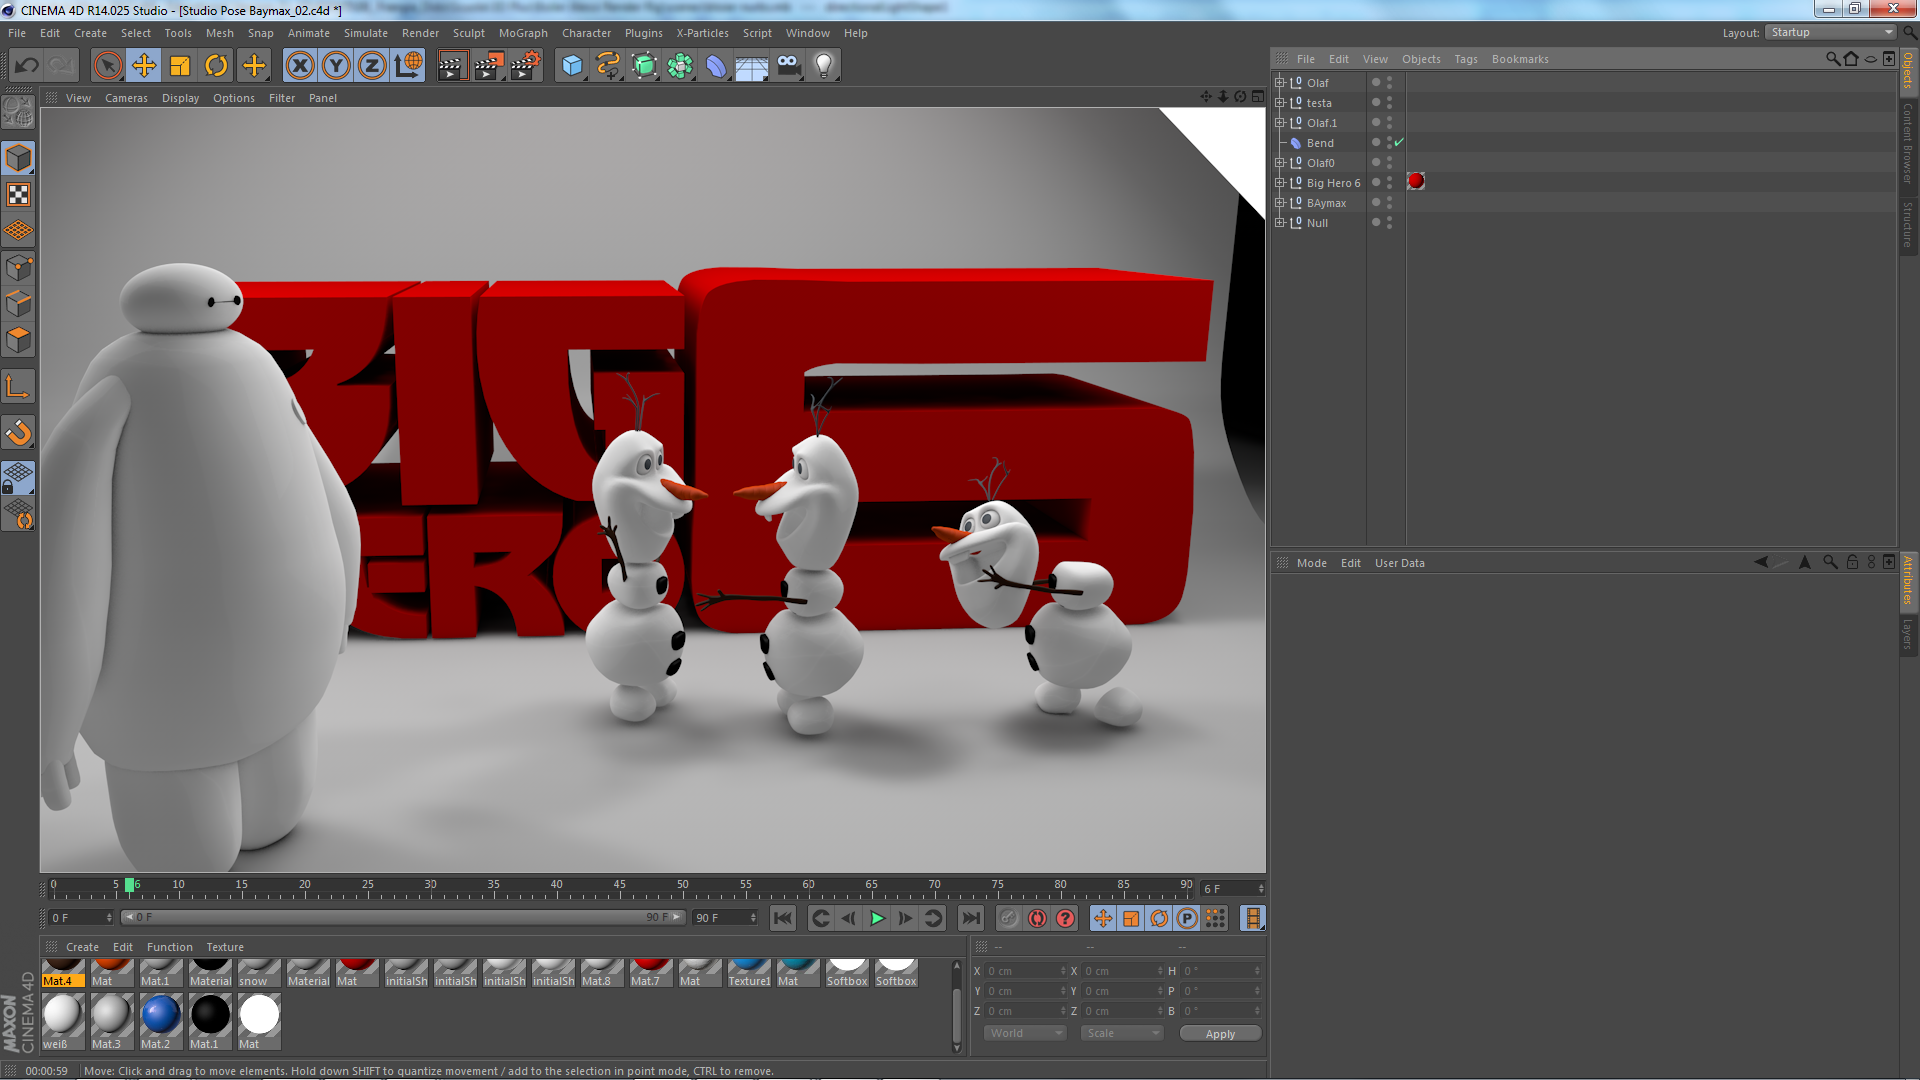 CINEMA 4D R14.025 Studio - [Studio Pose Baymax_02.c4d *]
File Edit Create Select Tools Mesh Snap Animate Simulate Render Sculpt MoGraph Character Plugins X-Particles Script Window Help
Layout: Startup
View Cameras Display Options Filter Panel
File Edit View Objects Tags Bookmarks
Olaf
testa
Olaf.1
Bend
Olaf0
Big Hero 6
BAymax
Null
Objects
Content Browser
Structure
BIG
HERO
6
Mode Edit User Data
Attributes
Layers
0 5 6 10 15 20 25 30 35 40 45 50 55 60 65 70 75 80 85 90 6 F
0 F 0 F 90 F 90 F
Create Edit Function Texture
Mat.4 Mat Mat.1 Material snow Material Mat initialSh initialSh initialSh initialSh Mat.8 Mat.7 Mat Texture1 Mat Softbox Softbox
weiß Mat.3 Mat.2 Mat.1 Mat
-- -- --
X 0 cm X 0 cm H 0 °
Y 0 cm Y 0 cm P 0 °
Z 0 cm Z 0 cm B 0 °
World Scale Apply
MAXON
CINEMA 4D
00:00:59 Move: Click and drag to move elements. Hold down SHIFT to quantize movement / add to the selection in point mode, CTRL to remove.